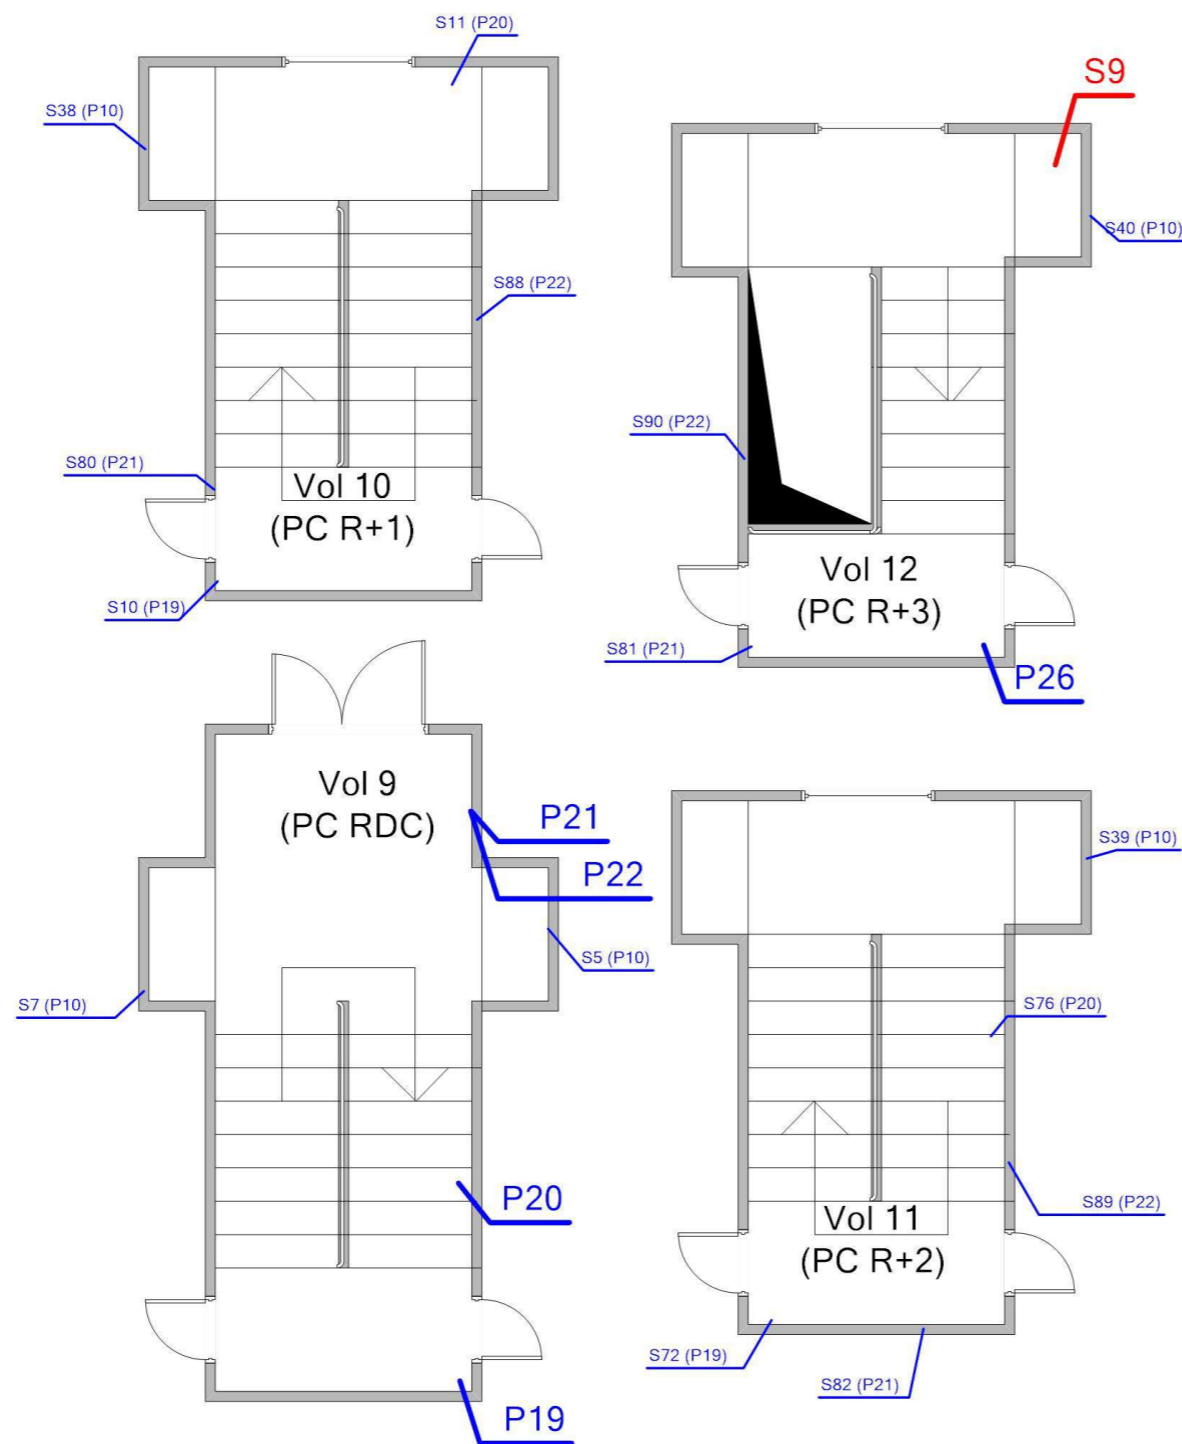 S11 (P20)
S38 (P10)
S88 (P22)
S80 (P21)
Vol 10
(PC R+1)
S10 (P19)
S9
S40 (P10)
S90 (P22)
Vol 12
(PC R+3)
S81 (P21)
P26
Vol 9
(PC RDC)
P21
P22
S5 (P10)
S7 (P10)
P20
P19
S39 (P10)
S76 (P20)
S89 (P22)
Vol 11
(PC R+2)
S72 (P19)
S82 (P21)